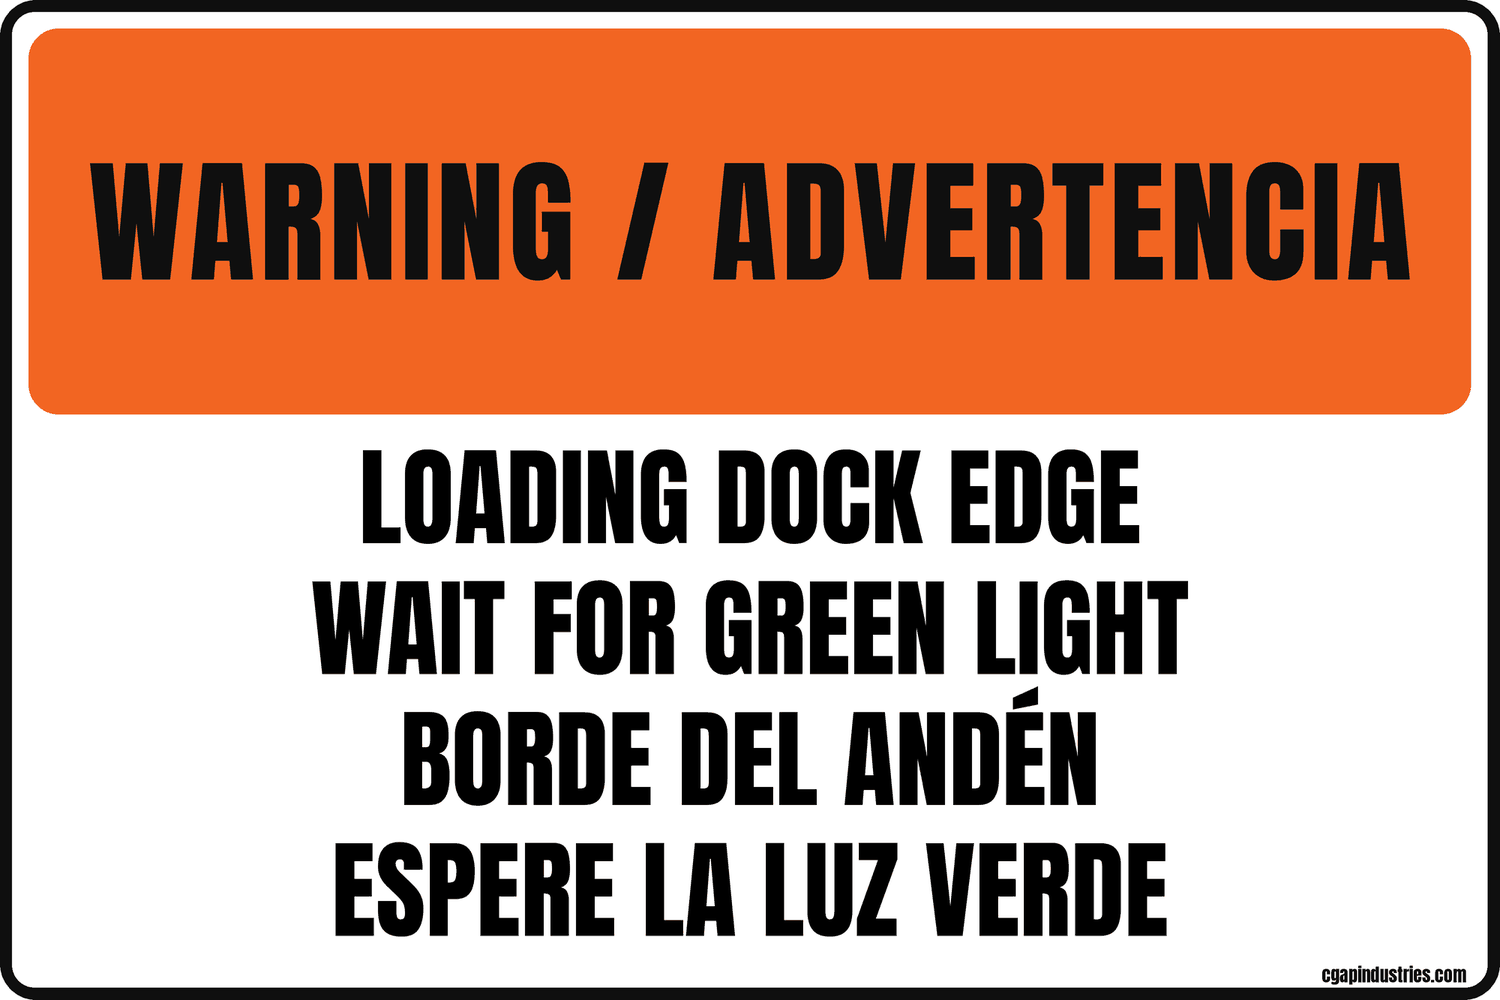 WARNING / ADVERTENCIA
LOADING DOCK EDGE
WAIT FOR GREEN LIGHT
BORDE DEL ANDÉN
ESPERE LA LUZ VERDE
cgapindustries.com